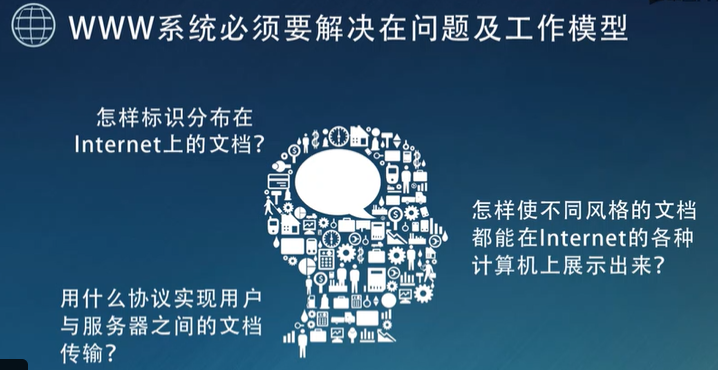 WWW系统必须要解决在问题及工作模型
怎样标识分布在
Internet上的文档？
怎样使不同风格的文档
都能在Internet的各种
计算机上展示出来？
用什么协议实现用户
与服务器之间的文档
传输？